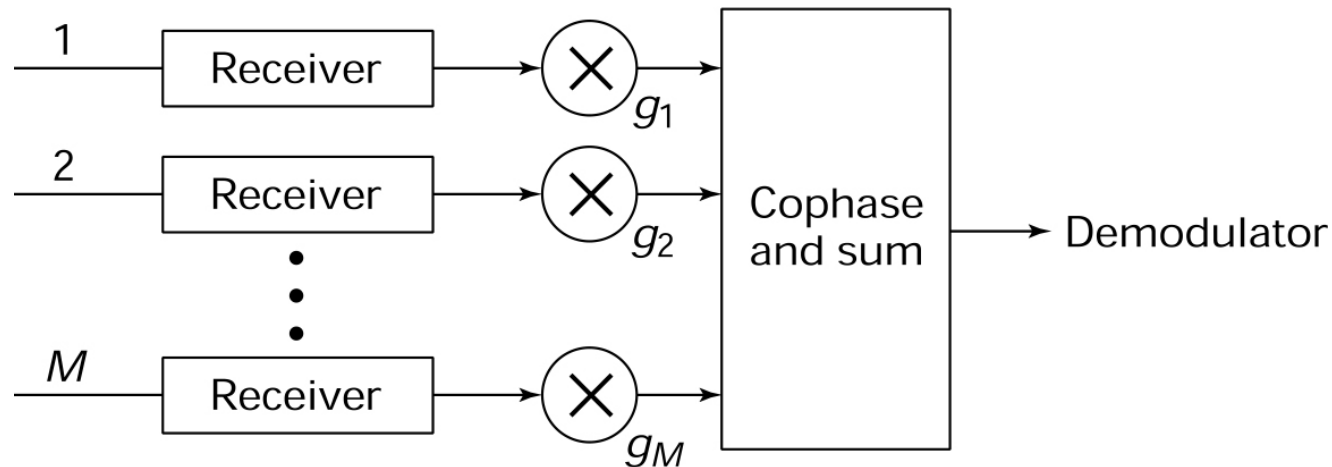 1
Receiver
g1
2
Receiver
g2
M
Receiver
gM
Cophase
and sum
Demodulator